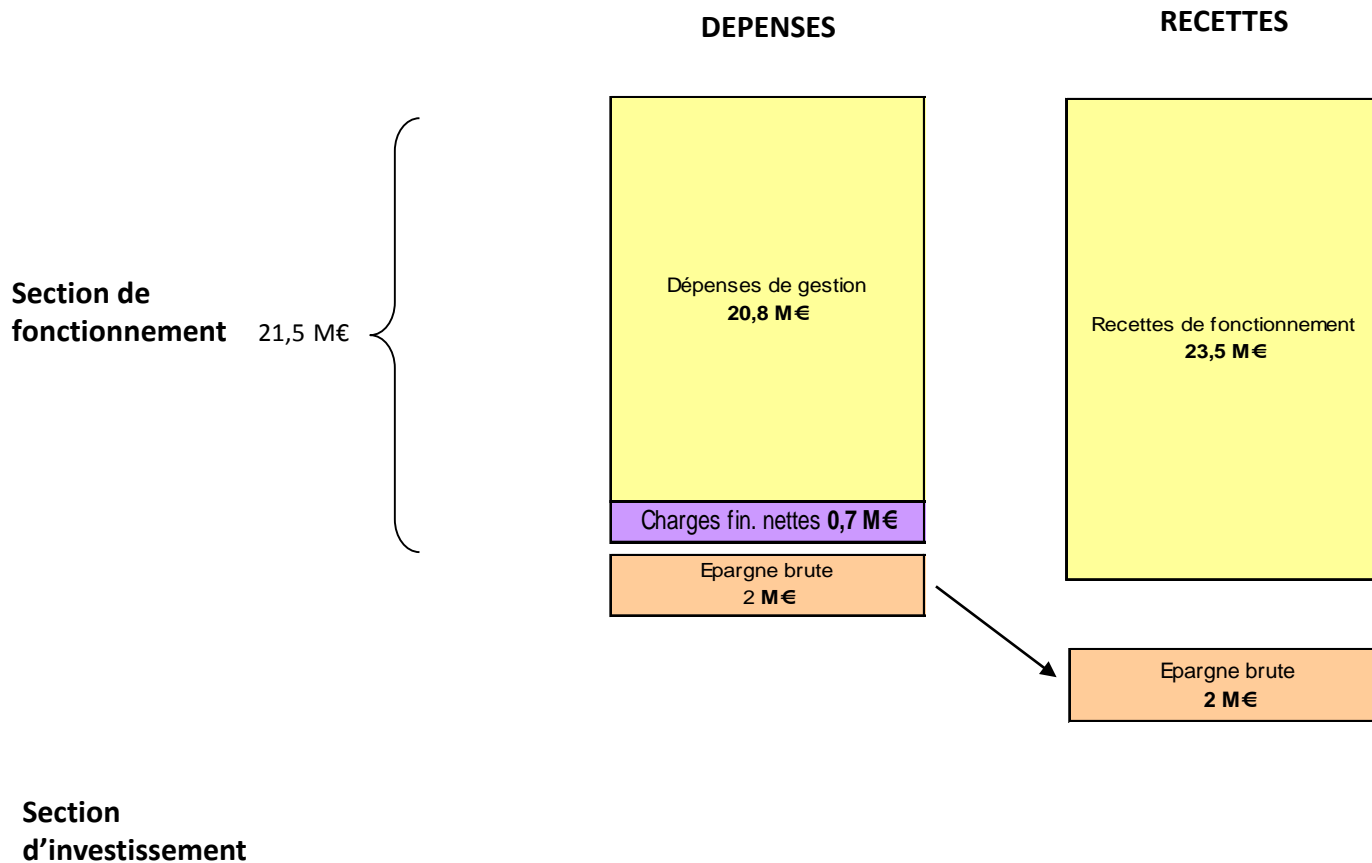 DEPENSES
RECETTES
Section de
fonctionnement 21,5 M€
Dépenses de gestion
20,8 M€
Recettes de fonctionnement
23,5 M€
Charges fin. nettes 0,7 M€
Epargne brute
2 M€
Epargne brute
2 M€
Section
d’investissement